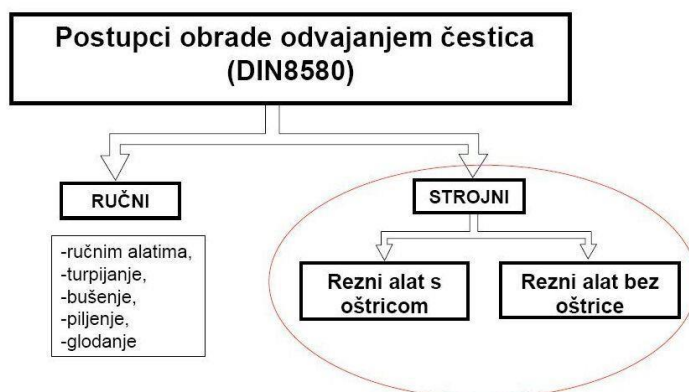 Postupci obrade odvajanjem čestica
(DIN8580)
RUČNI
STROJNI
-ručnim alatima,
-turpijanje,
-bušenje,
-piljenje,
-glodanje
Rezni alat s
oštricom
Rezni alat bez
oštrice